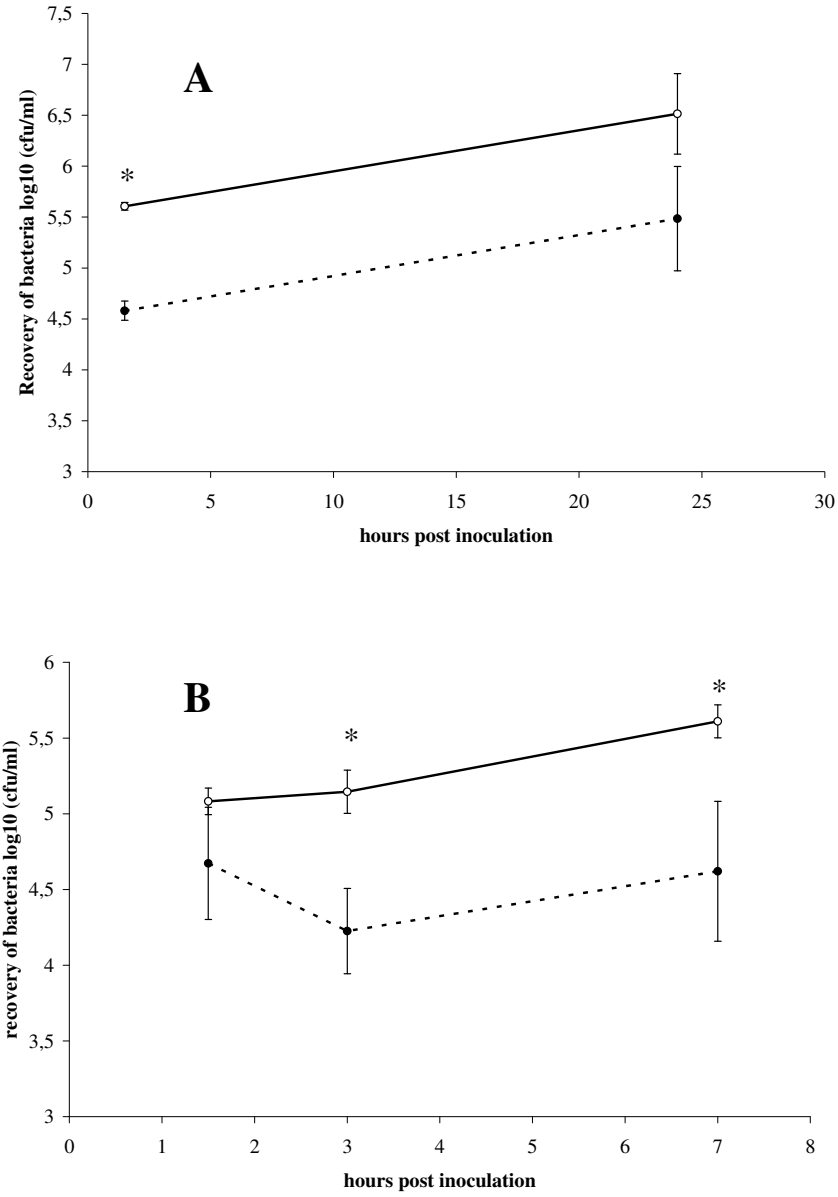 7,5
7
6,5
6
5,5
5
4,5
4
3,5
3
A
*
Recovery of bacteria log10 (cfu/ml)
0 5 10 15 20 25 30
hours post inoculation
6
5,5
5
4,5
4
3,5
3
B
*
*
recovery of bacteria log10 (cfu/ml)
0 1 2 3 4 5 6 7 8
hours post inoculation